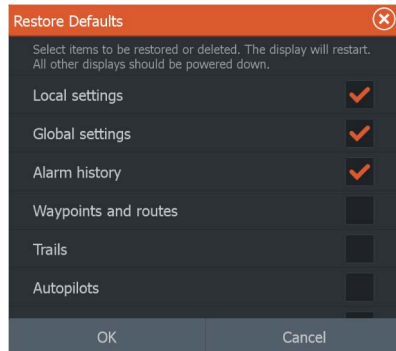 Restore Defaults
Select items to be restored or deleted. The display will restart.
All other displays should be powered down.
Local settings
Global settings
Alarm history
Waypoints and routes
Trails
Autopilots
OK Cancel